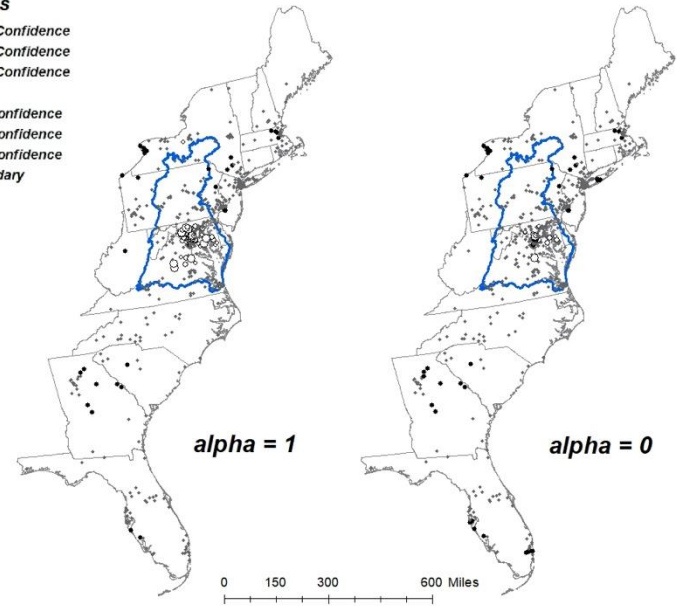 Confidence
Confidence
Confidence
onfidence
onfidence
onfidence
dary
alpha = 1
alpha = 0
0 150 300 600 Miles